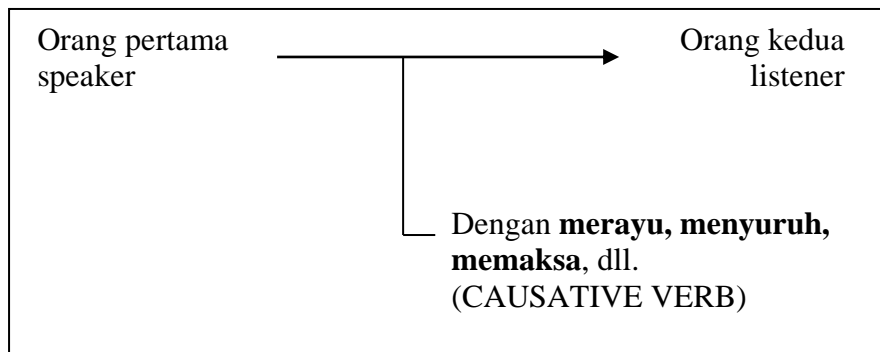 Orang pertama
speaker
Orang kedua
listener
Dengan merayu, menyuruh,
memaksa, dll.
(CAUSATIVE VERB)